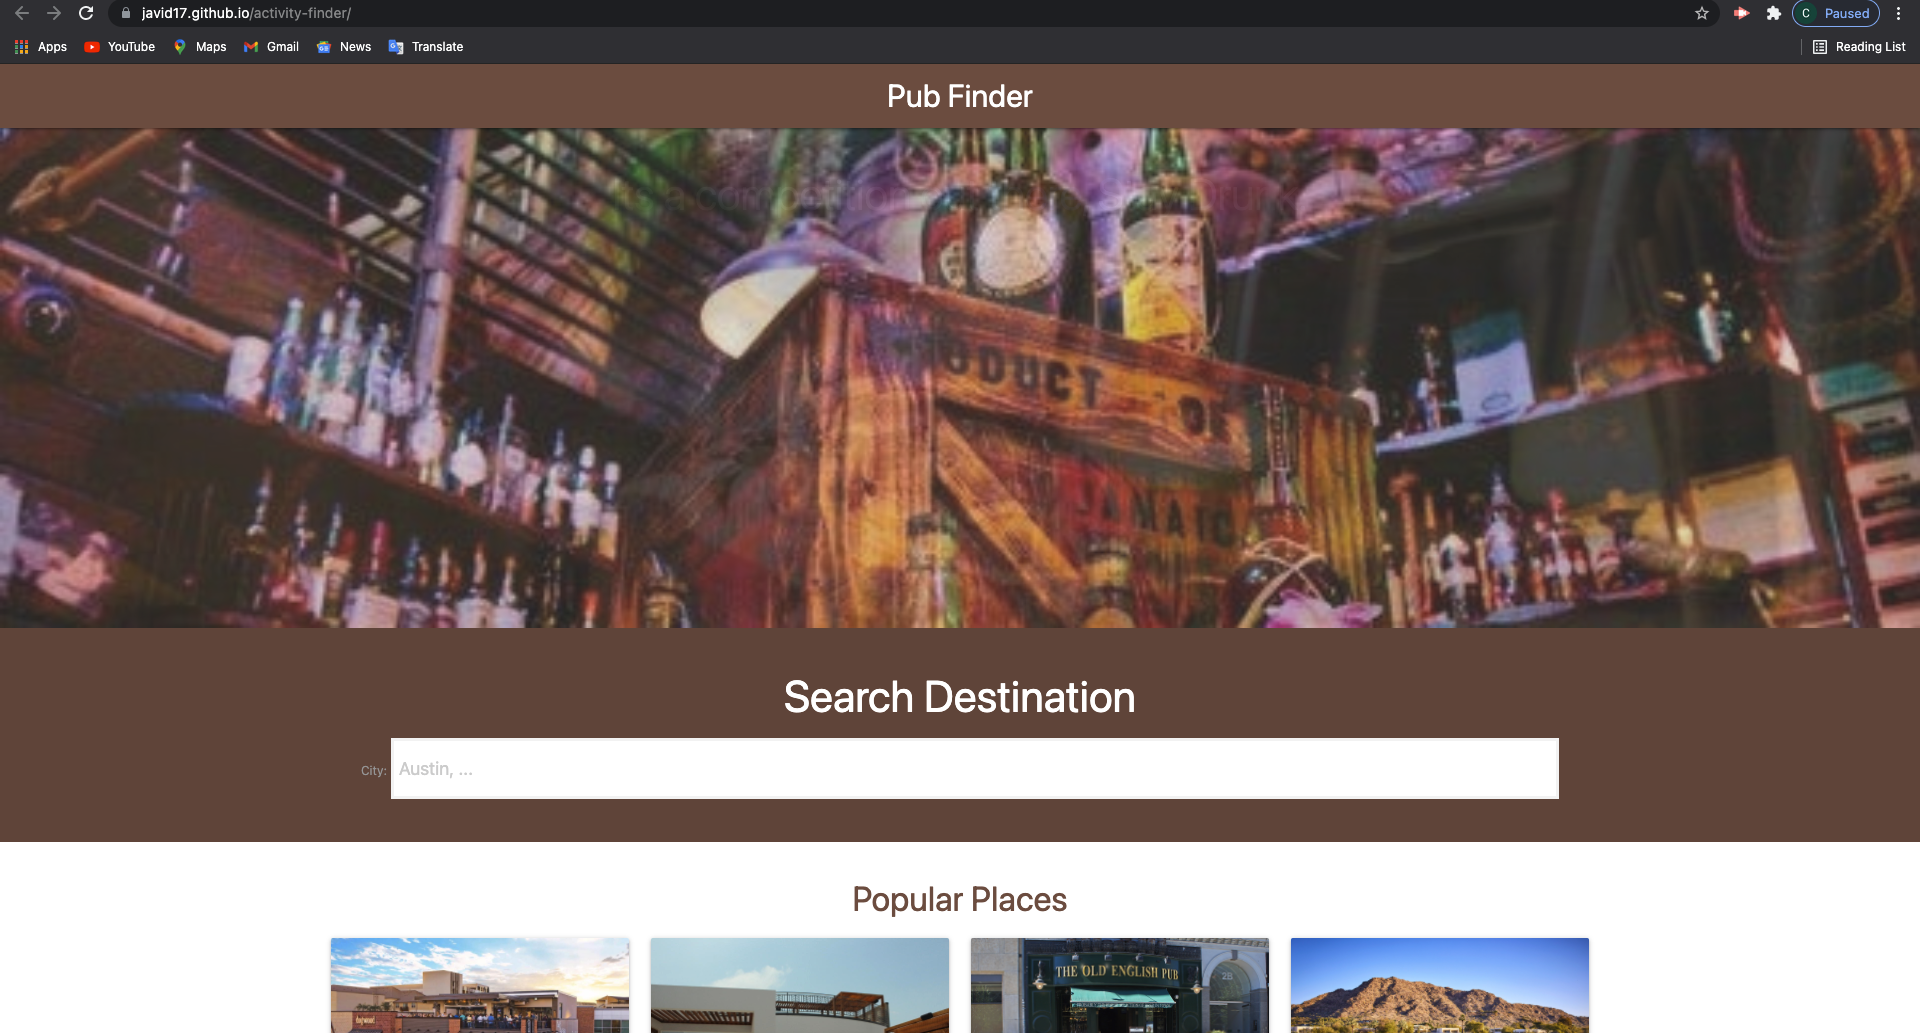 javid17.github.io/activity-finder/
C Paused
Apps YouTube Maps Gmail News Translate Reading List
Pub Finder
ODUCT OF
Search Destination
City: Austin, ...
Popular Places
THE OLD ENGLISH PUB
28